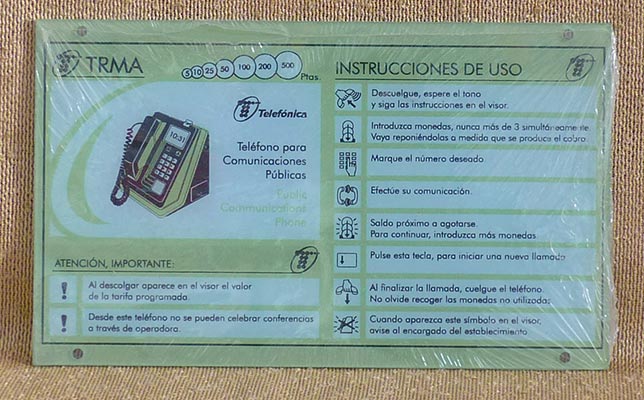 TRMA
5 10 25 50 100 200 500
Ptas.
Telefónica
Teléfono para
Comunicaciones
Públicas
Public
Communications
Phone
10:31
ATENCIÓN, IMPORTANTE:
! Al descolgar aparece en el visor el valor
de la tarifa programada.
! Desde este teléfono no se pueden celebrar conferencias
a través de operadora.
INSTRUCCIONES DE USO
Descuelgue, espere el tono
y siga las instrucciones en el visor.
Introduzca monedas, nunca más de 3 simultáneamente.
Vaya reponiéndolas a medida que se produce el cobro.
Marque el número deseado.
Efectúe su comunicación.
Saldo próximo a agotarse.
Para continuar, introduzca más monedas.
Pulse esta tecla, para iniciar una nueva llamada.
Al finalizar la llamada, cuelgue el teléfono.
No olvide recoger las monedas no utilizadas.
Cuando aparezca este símbolo en el visor,
avise al encargado del establecimiento.